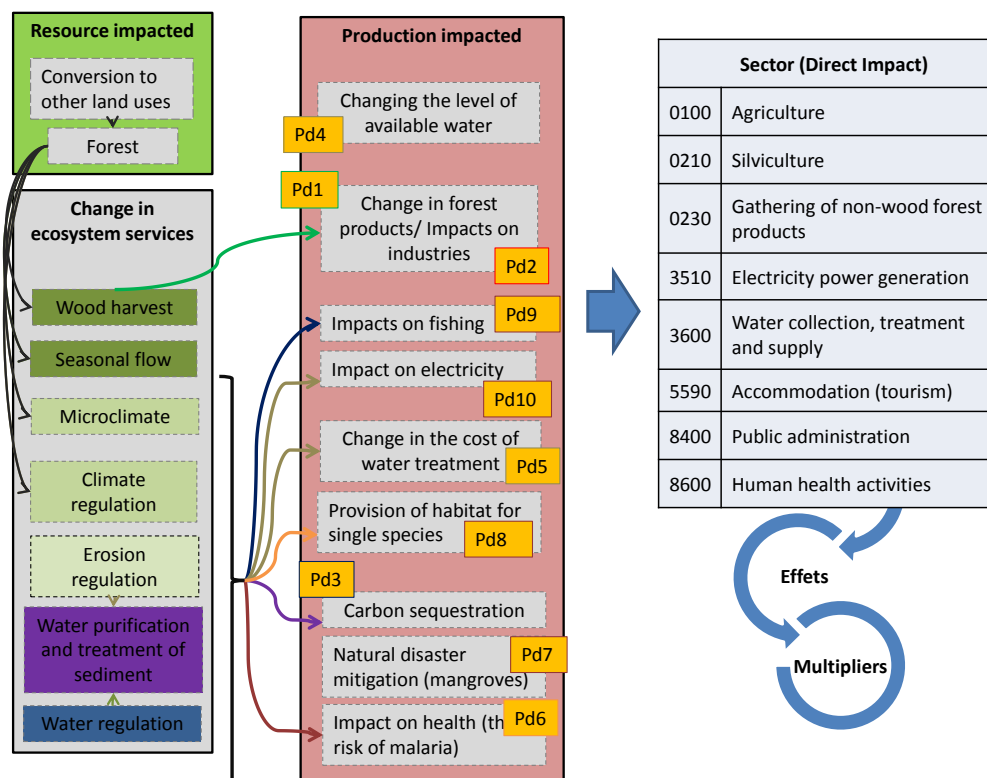 Resource impacted
Conversion to
other land uses
Forest
Change in
ecosystem services
Wood harvest
Seasonal flow
Microclimate
Climate
regulation
Erosion
regulation
Water purification
and treatment of
sediment
Water regulation
Production impacted
Changing the level of
available water
Pd4
Pd1
Change in forest
products/ Impacts on
industries
Pd2
Pd9
Impacts on fishing
Impact on electricity
Pd10
Change in the cost of
water treatment
Pd5
Provision of habitat for
single species
Pd8
Pd3
Carbon sequestration
Natural disaster
mitigation (mangroves)
Pd7
Pd6
Impact on health (th
risk of malaria)
Sector (Direct Impact)
0100 Agriculture
0210 Silviculture
0230 Gathering of non-wood forest
products
3510 Electricity power generation
3600 Water collection, treatment
and supply
5590 Accommodation (tourism)
8400 Public administration
8600 Human health activities
Effets
Multipliers